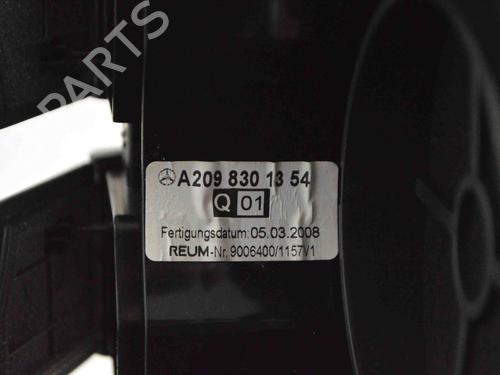 PARTS
A209 830 13 54
Q 01
Fertigungsdatum: 05.03.2008
REUM-Nr. 9006400/1157V1